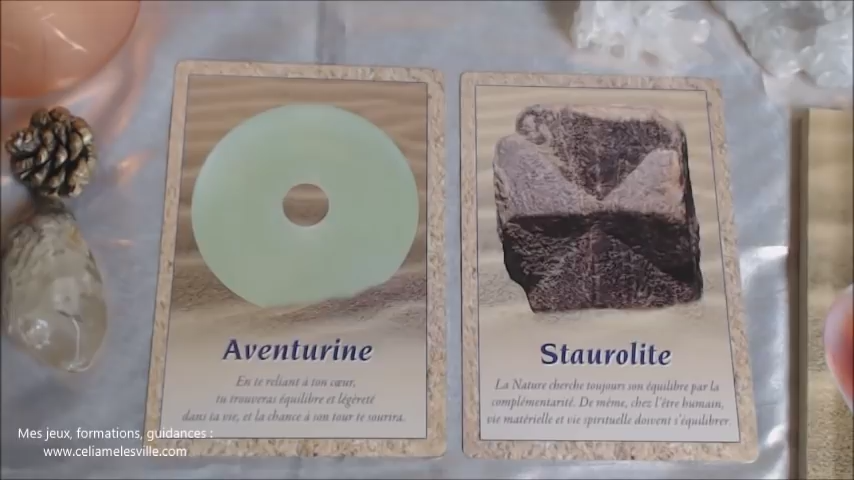 Aventurine
En te reliant à ton cœur,
tu trouveras équilibre et légèreté
dans ta vie, et la chance à son tour te sourira.
Staurolite
La Nature cherche toujours son équilibre par la
complémentarité. De même, chez l'être humain,
vie matérielle et vie spirituelle doivent s'équilibrer.
Mes jeux, formations, guidances :
www.celiamelesville.com